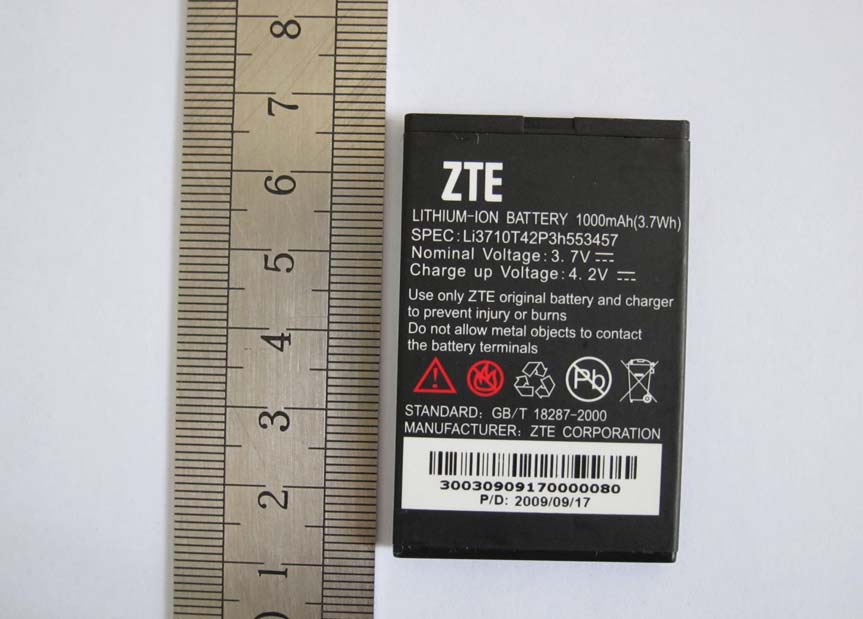 8
7
6
5
4
3
2
1
0
ZTE
LITHIUM-ION BATTERY 1000mAh(3.7Wh)
SPEC:Li3710T42P3h553457
Nominal Voltage:3.7V
Charge up Voltage:4.2V
Use only ZTE original battery and charger
to prevent injury or burns
Do not allow metal objects to contact
the battery terminals
Pb
STANDARD: GB/T 18287-2000
MANUFACTURER: ZTE CORPORATION
30030909170000080
P/D: 2009/09/17